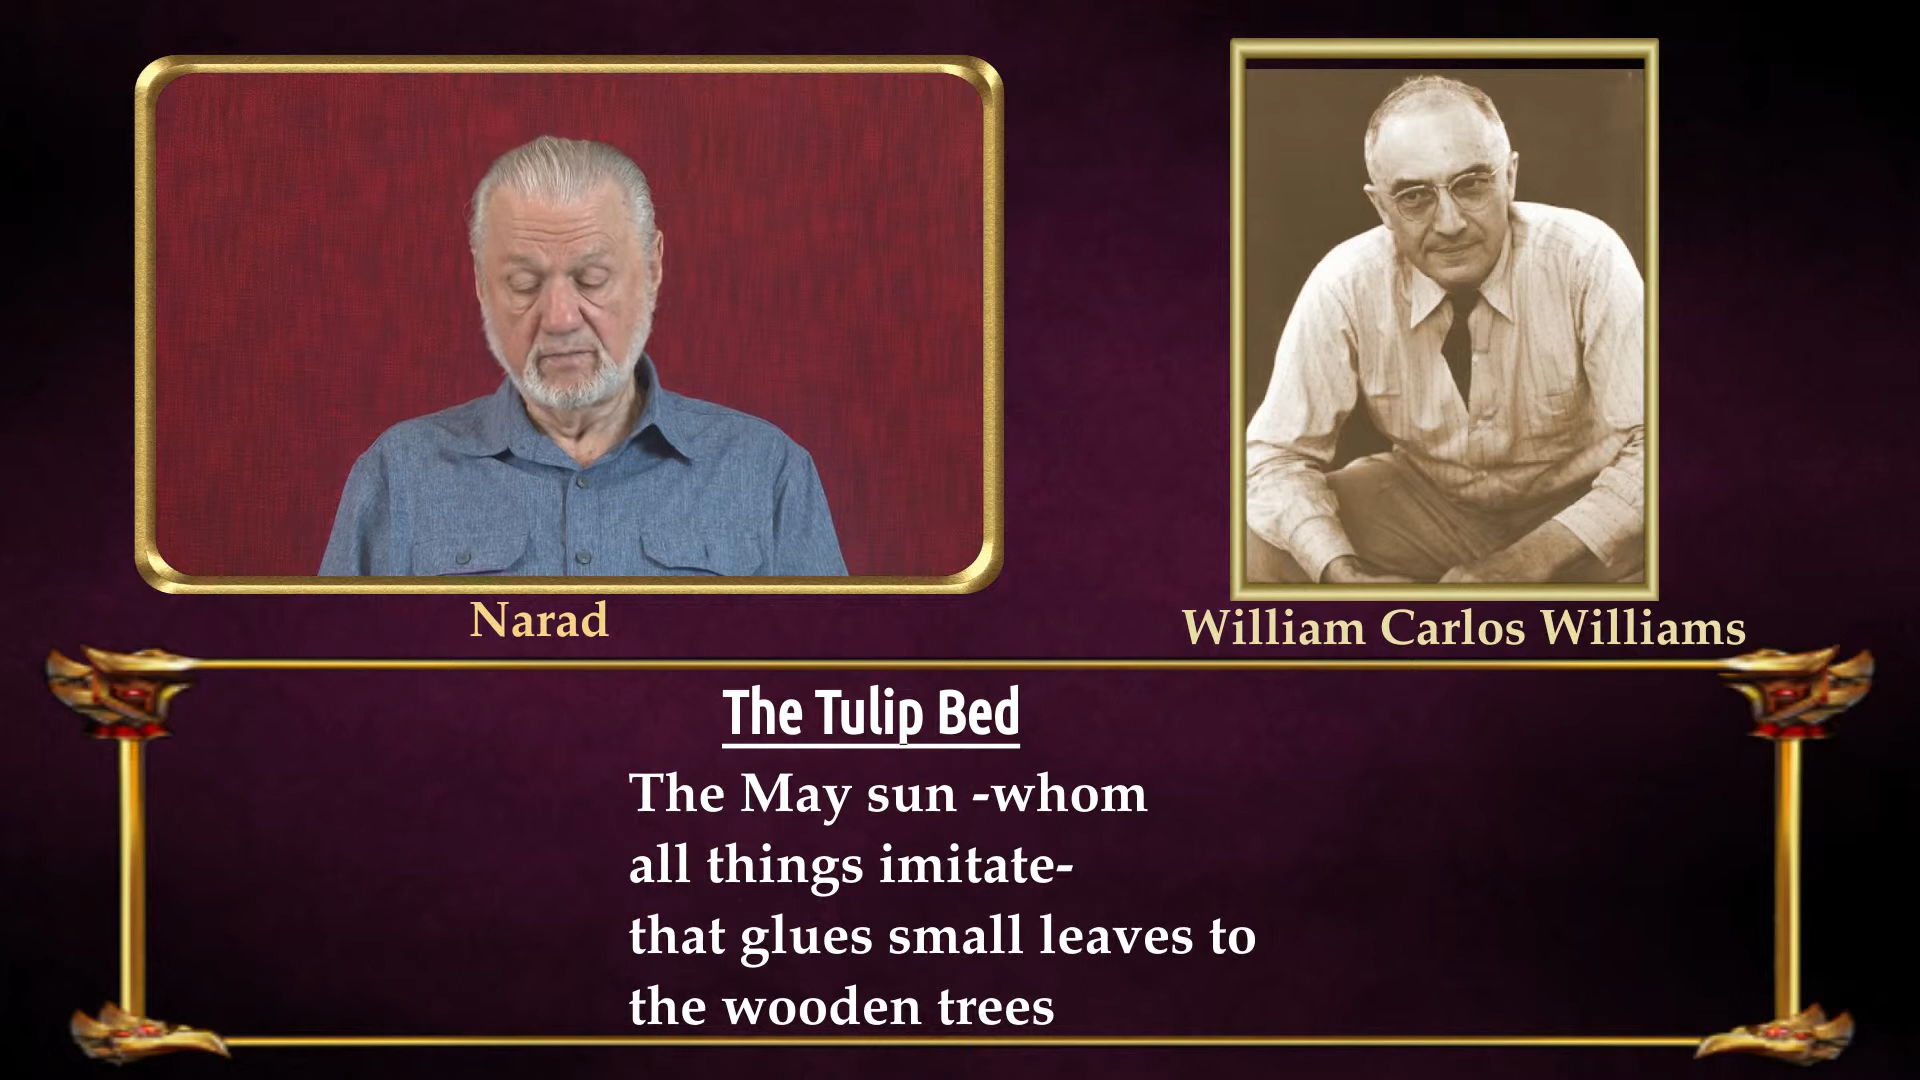 Narad
William Carlos Williams
The Tulip Bed
The May sun -whom
all things imitate-
that glues small leaves to
the wooden trees